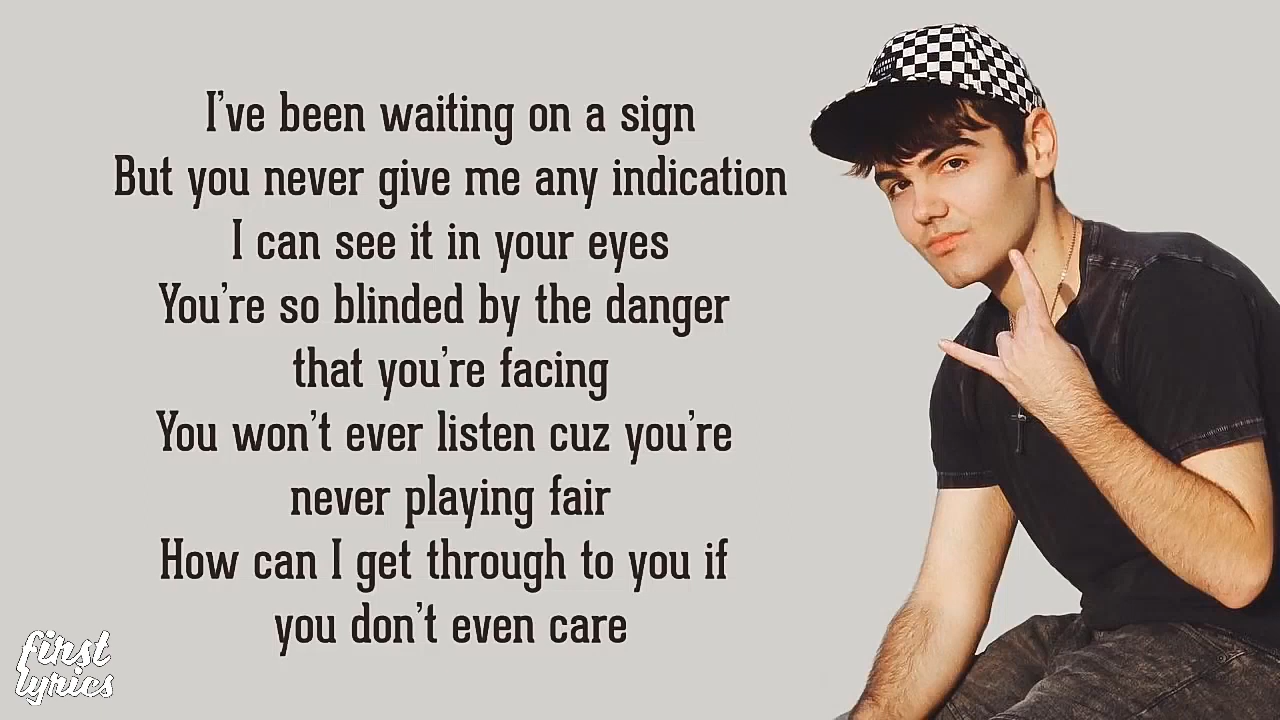 I've been waiting on a sign
But you never give me any indication
I can see it in your eyes
You're so blinded by the danger
that you're facing
You won't ever listen cuz you're
never playing fair
How can I get through to you if
you don't even care
first
lyrics